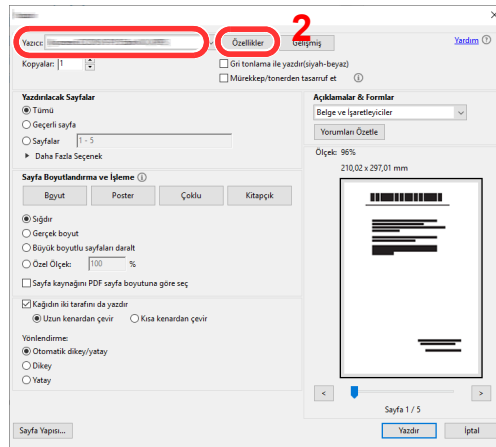 2
Yazıcı: Özellikler Gelişmiş Yardım
Kopyalar: 1 Gri tonlama ile yazdır(siyah-beyaz)
Mürekkep/tonerden tasarruf et
Yazdırılacak Sayfalar
Tümü
Geçerli sayfa
Sayfalar 1 - 5
Daha Fazla Seçenek
Açıklamalar & Formlar
Belge ve İşaretleyiciler
Yorumları Özetle
Ölçek: 96%
210,02 x 297,01 mm
Sayfa Boyutlandırma ve İşleme
Boyut Poster Çoklu Kitapçık
Sığdır
Gerçek boyut
Büyük boyutlu sayfaları daralt
Özel Ölçek: 100 %
Sayfa kaynağını PDF sayfa boyutuna göre seç
Kağıdın iki tarafını da yazdır
Uzun kenardan çevir Kısa kenardan çevir
Yönlendirme:
Otomatik dikey/yatay
Dikey
Yatay
< >
Sayfa 1 / 5
Sayfa Yapısı... Yazdır İptal